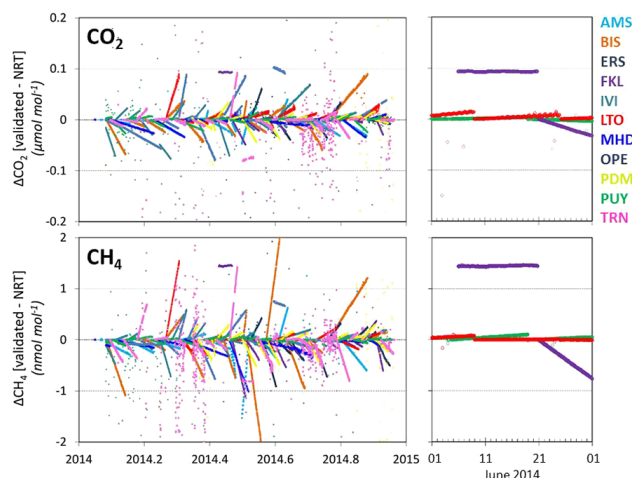 CO2
ΔCO2 [validated - NRT]
(μmol mol-1)
0.2
0.1
0
-0.1
-0.2
AMS
BIS
ERS
FKL
IVI
LTO
MHD
OPE
PDM
PUY
TRN
CH4
ΔCH4 [validated - NRT]
(nmol mol-1)
2
1
0
-1
-2
2014
2014.2
2014.4
2014.6
2014.8
2015
01
11
21
01
June 2014